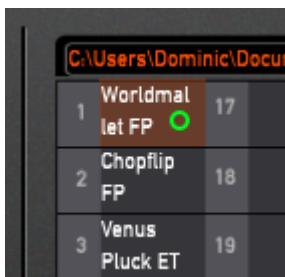 C:\Users\Dominic\Docu
1 Worldmal 17
let FP
2 Chopflip 18
FP
3 Venus 19
Pluck ET